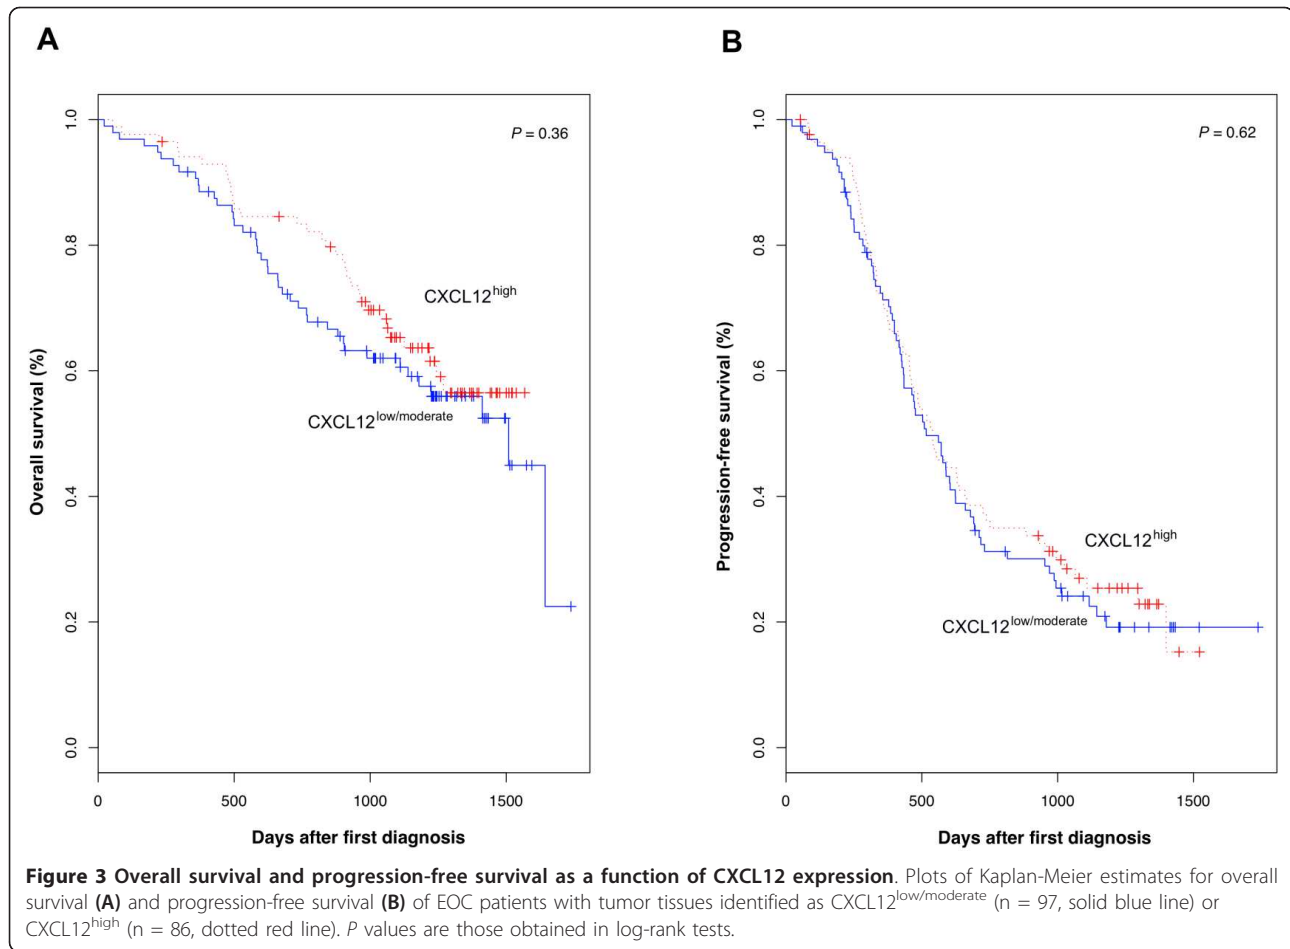 A
B
P = 0.36
P = 0.62
1.0
0.8
0.6
0.4
0.2
0.0
Overall survival (%)
CXCL12high
CXCL12low/moderate
0 500 1000 1500
Days after first diagnosis
1.0
0.8
0.6
0.4
0.2
0.0
Progression-free survival (%)
CXCL12high
CXCL12low/moderate
0 500 1000 1500
Days after first diagnosis
Figure 3 Overall survival and progression-free survival as a function of CXCL12 expression. Plots of Kaplan-Meier estimates for overall
survival (A) and progression-free survival (B) of EOC patients with tumor tissues identified as CXCL12low/moderate (n = 97, solid blue line) or
CXCL12high (n = 86, dotted red line). P values are those obtained in log-rank tests.